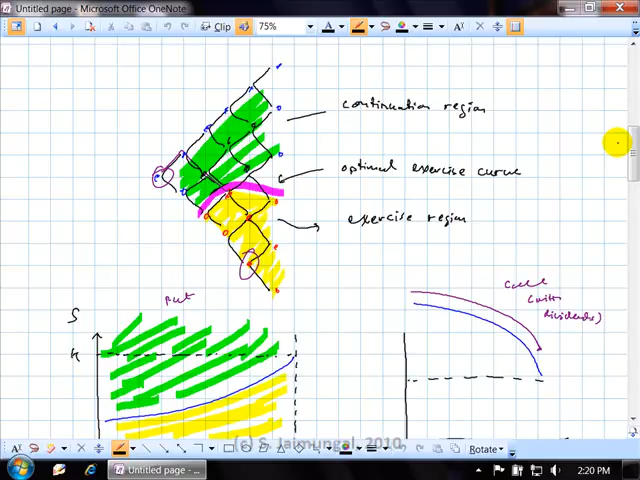 Untitled page - Microsoft Office OneNote
Clip
75%
continuation region
optimal exercise curve
exercise region
put
S
K
call
(with
dividends)
(c) S. Jaimungal, 2010
Rotate
Untitled page - ...
2:20 PM